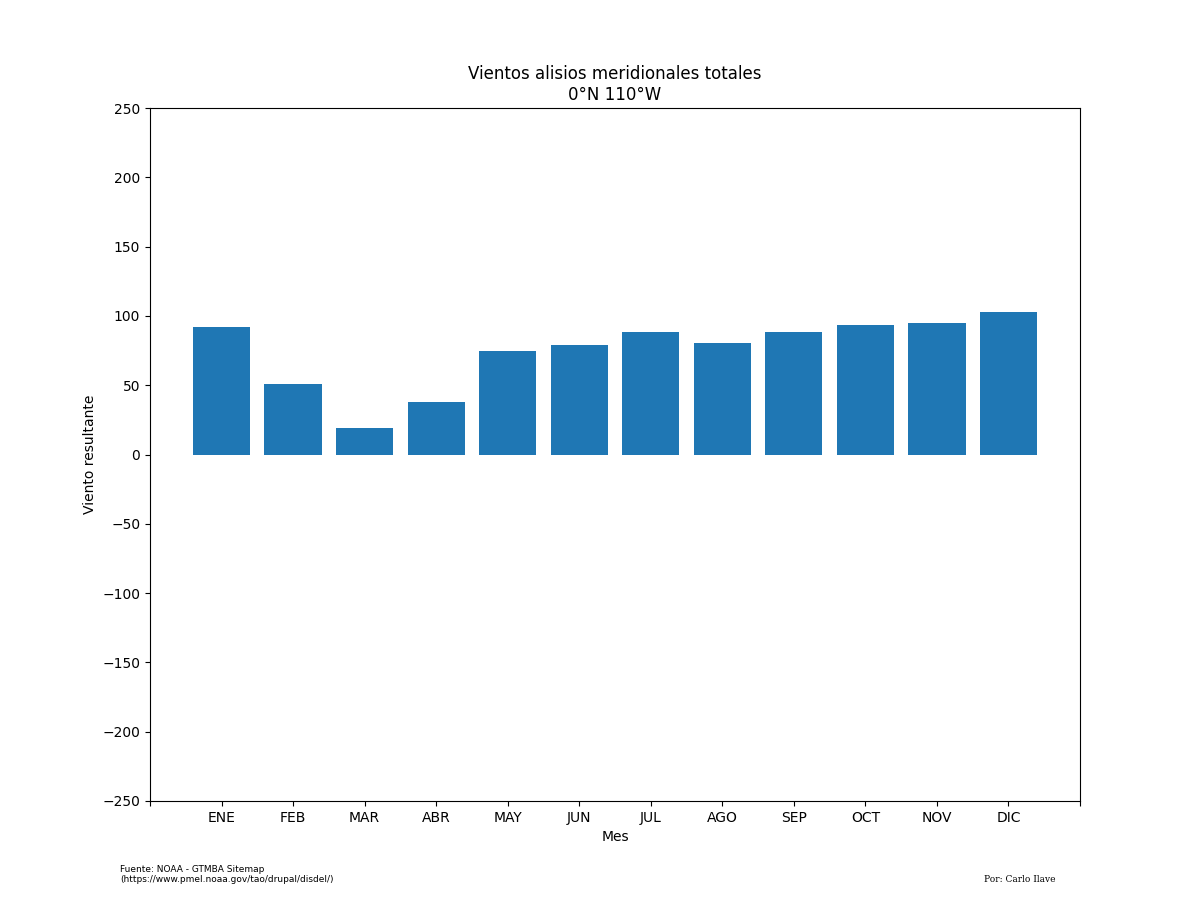 Vientos alisios meridionales totales
0°N 110°W
250
200
150
100
50
0
−50
−100
−150
−200
−250
Viento resultante
ENE FEB MAR ABR MAY JUN JUL AGO SEP OCT NOV DIC
Mes
Fuente: NOAA - GTMBA Sitemap
(https://www.pmel.noaa.gov/tao/drupal/disdel/)
Por: Carlo Ilave